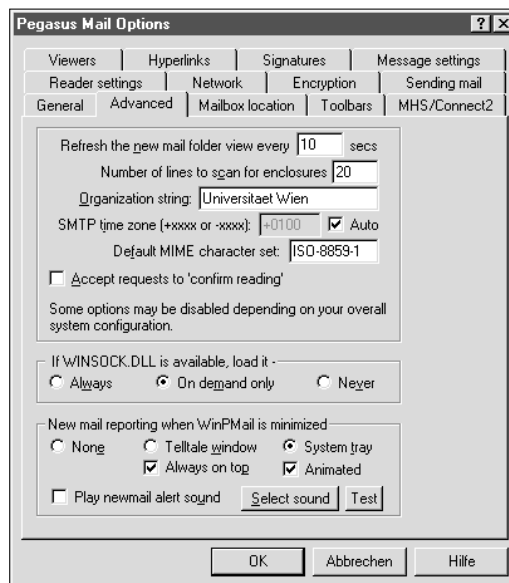 Pegasus Mail Options
Viewers Hyperlinks Signatures Message settings
Reader settings Network Encryption Sending mail
General Advanced Mailbox location Toolbars MHS/Connect2
Refresh the new mail folder view every 10 secs
Number of lines to scan for enclosures 20
Organization string: Universitaet Wien
SMTP time zone (+xxxx or -xxxx): +0100 Auto
Default MIME character set: ISO-8859-1
Accept requests to 'confirm reading'
Some options may be disabled depending on your overall
system configuration.
If WINSOCK.DLL is available, load it -
Always On demand only Never
New mail reporting when WinPMail is minimized
None Telltale window System tray
Always on top Animated
Play newmail alert sound Select sound Test
OK Abbrechen Hilfe